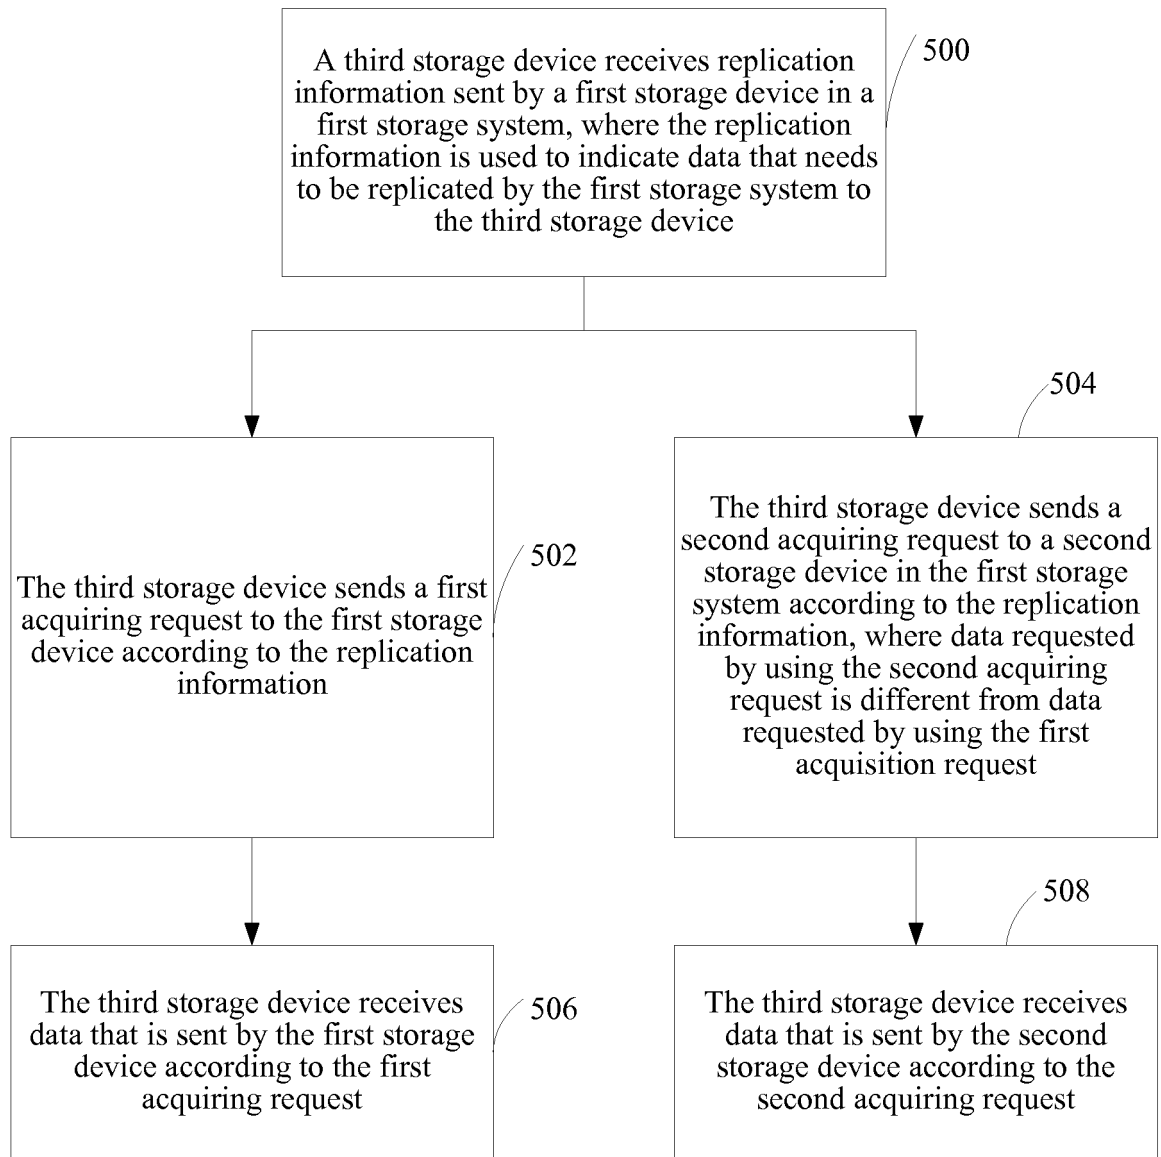 A third storage device receives replication
information sent by a first storage device in a
first storage system, where the replication
information is used to indicate data that needs
to be replicated by the first storage system to
the third storage device
500
The third storage device sends a first
acquiring request to the first storage
device according to the replication
information
502
504
The third storage device sends a
second acquiring request to a second
storage device in the first storage
system according to the replication
information, where data requested
by using the second acquiring
request is different from data
requested by using the first
acquisition request
The third storage device receives
data that is sent by the first storage
device according to the first
acquiring request
506
508
The third storage device receives
data that is sent by the second
storage device according to the
second acquiring request